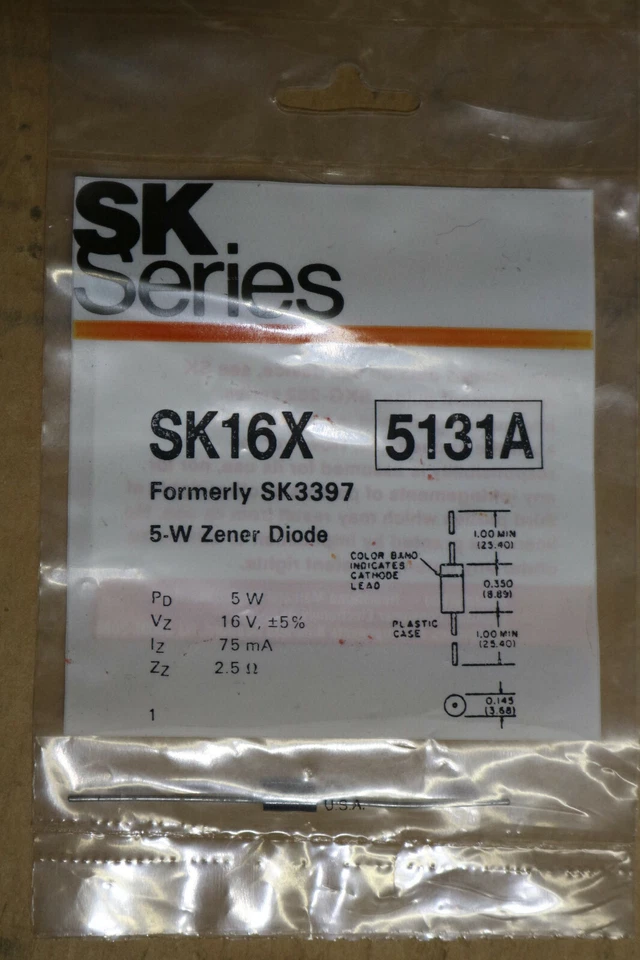 SK
Series
SK16X 5131A
Formerly SK3397
5-W Zener Diode
COLOR BAND
INDICATES
CATHODE
LEAD
1.00 MIN
(25.40)
0.350
(8.89)
PLASTIC
CASE
1.00 MIN
(25.40)
0.145
(3.68)
PD 5 W
VZ 16 V, ±5%
IZ 75 mA
ZZ 2.5 Ω
1
U.S.A.